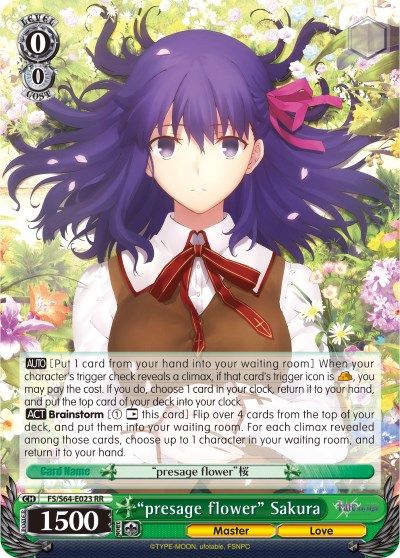 LEVEL
0
0
COST
AUTO [Put 1 card from your hand into your waiting room] When your
character's trigger check reveals a climax, if that card's trigger icon is , you
may pay the cost. If you do, choose 1 card in your clock, return it to your hand,
and put the top card of your deck into your clock.
ACT Brainstorm [① this card] Flip over 4 cards from the top of
your deck, and put them into your waiting room. For each climax revealed
among those cards, choose up to 1 character in your waiting room, and
return it to your hand.
Card Name "presage flower"桜
CH FS/S64-E023 RR
"presage flower" Sakura
POWER
1500
Master
Love
©TYPE-MOON, ufotable, FSNPC